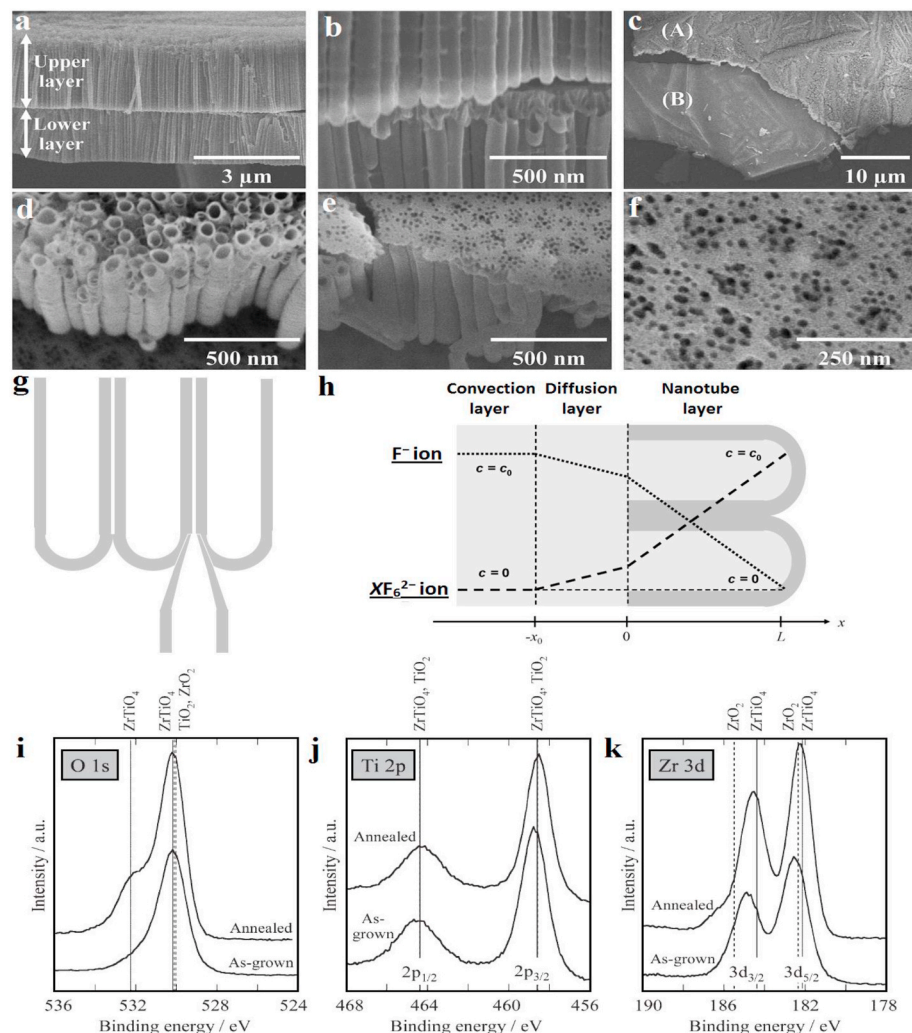 a
Upper
layer
Lower
layer
3 µm
b
500 nm
c
(A)
(B)
10 µm
d
500 nm
e
500 nm
f
250 nm
g
h
Convection
layer
Diffusion
layer
Nanotube
layer
F⁻ ion
c = c₀
c = c₀
c = 0
c = 0
XF₆²⁻ ion
-x₀
0
L
x
i
O 1s
ZrTiO₄
ZrTiO₄
TiO₂, ZrO₂
Intensity / a.u.
Annealed
As-grown
536
532
528
524
Binding energy / eV
j
Ti 2p
ZrTiO₄, TiO₂
ZrTiO₄, TiO₂
Intensity / a.u.
Annealed
As-
grown
2p₁/₂
2p₃/₂
468
464
460
456
Binding energy / eV
k
Zr 3d
ZrO₂
ZrTiO₄
ZrO₂
ZrTiO₄
Intensity / a.u.
Annealed
As-grown
3d₃/₂
3d₅/₂
190
186
182
178
Binding energy / eV